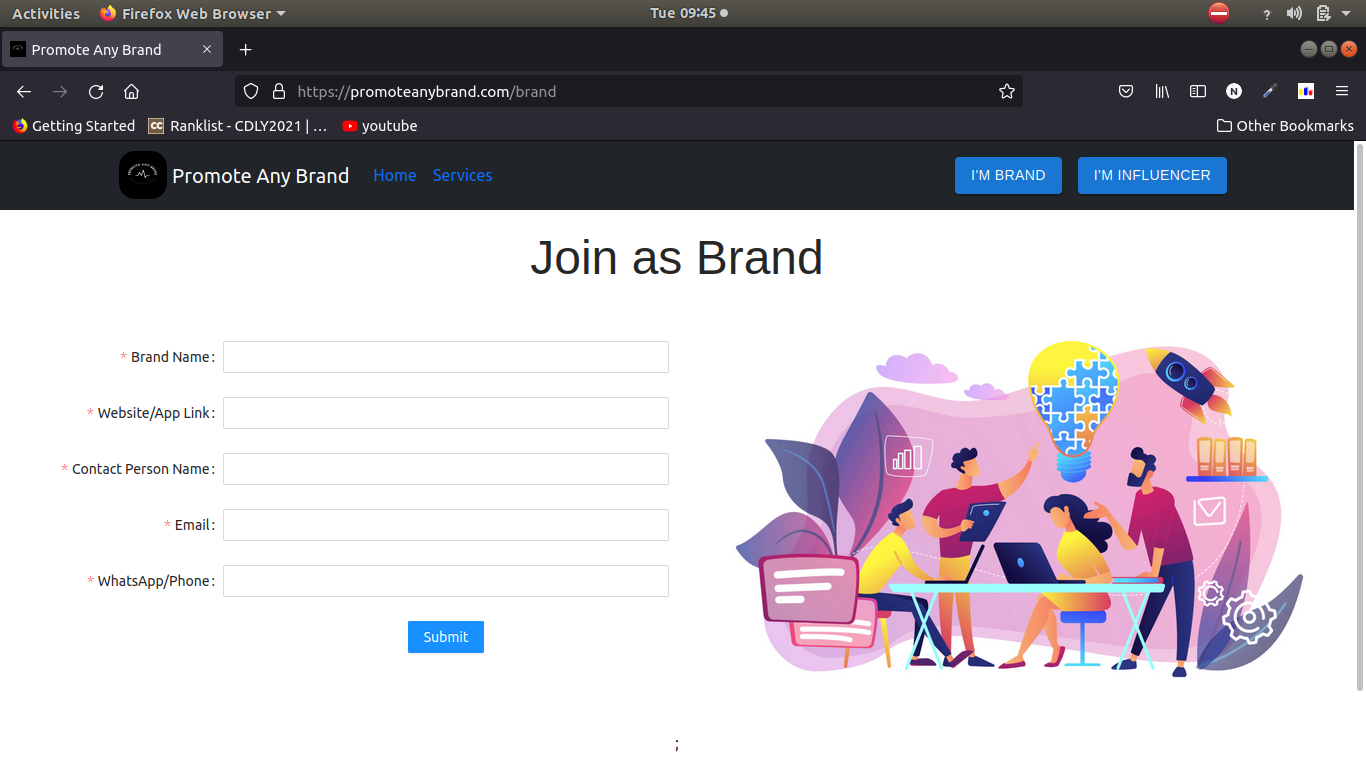 Activities Firefox Web Browser Tue 09:45 ?
Promote Any Brand
https://promoteanybrand.com/brand N
Getting Started CC Ranklist - CDLY2021 | … youtube Other Bookmarks
Promote Any Brand Home Services I'M BRAND I'M INFLUENCER
Join as Brand
* Brand Name:
* Website/App Link:
* Contact Person Name:
* Email:
* WhatsApp/Phone:
Submit
;